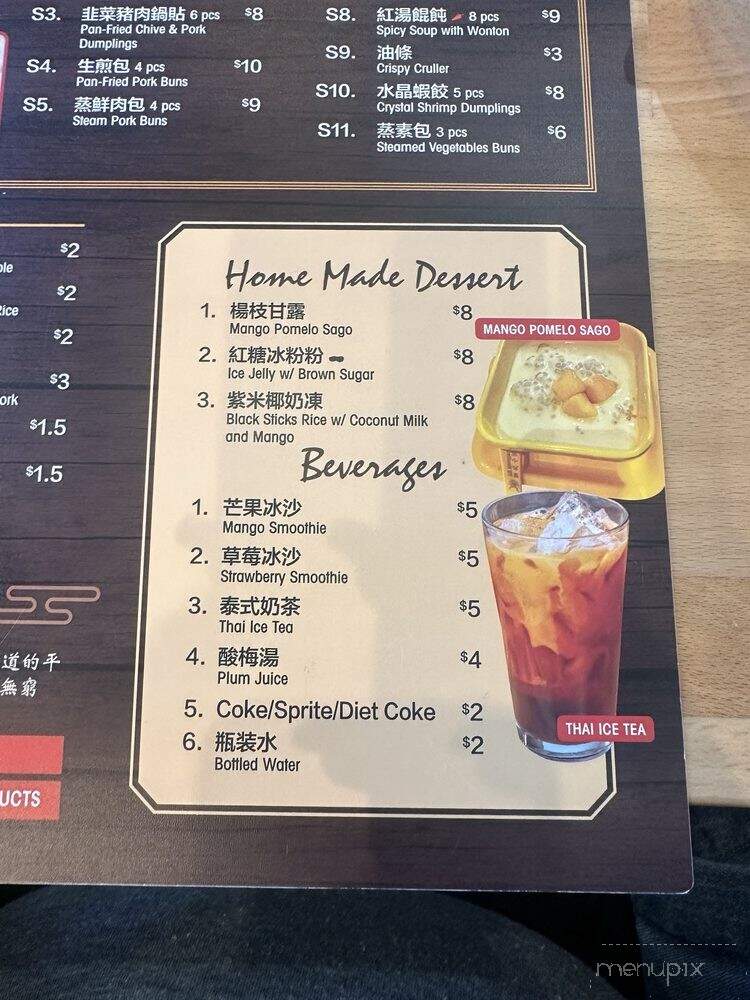 S3. 韭菜豬肉鍋貼 6 pcs $8
Pan-Fried Chive & Pork
Dumplings
S4. 生煎包 4 pcs $10
Pan-Fried Pork Buns
S5. 蒸鮮肉包 4 pcs $9
Steam Pork Buns
S8. 紅湯餛飩 8 pcs $9
Spicy Soup with Wonton
S9. 油條 $3
Crispy Cruller
S10. 水晶蝦餃 5 pcs $8
Crystal Shrimp Dumplings
S11. 蒸素包 3 pcs $6
Steamed Vegetables Buns
$2
$2
$2
$3
$1.5
$1.5
道的平
無窮
UCTS
Home Made Dessert
1. 楊枝甘露 $8
Mango Pomelo Sago
2. 紅糖冰粉粉 $8
Ice Jelly w/ Brown Sugar
3. 紫米椰奶凍 $8
Black Sticks Rice w/ Coconut Milk
and Mango
MANGO POMELO SAGO
Beverages
1. 芒果冰沙 $5
Mango Smoothie
2. 草莓冰沙 $5
Strawberry Smoothie
3. 泰式奶茶 $5
Thai Ice Tea
4. 酸梅湯 $4
Plum Juice
5. Coke/Sprite/Diet Coke $2
6. 瓶装水 $2
Bottled Water
THAI ICE TEA
menupix